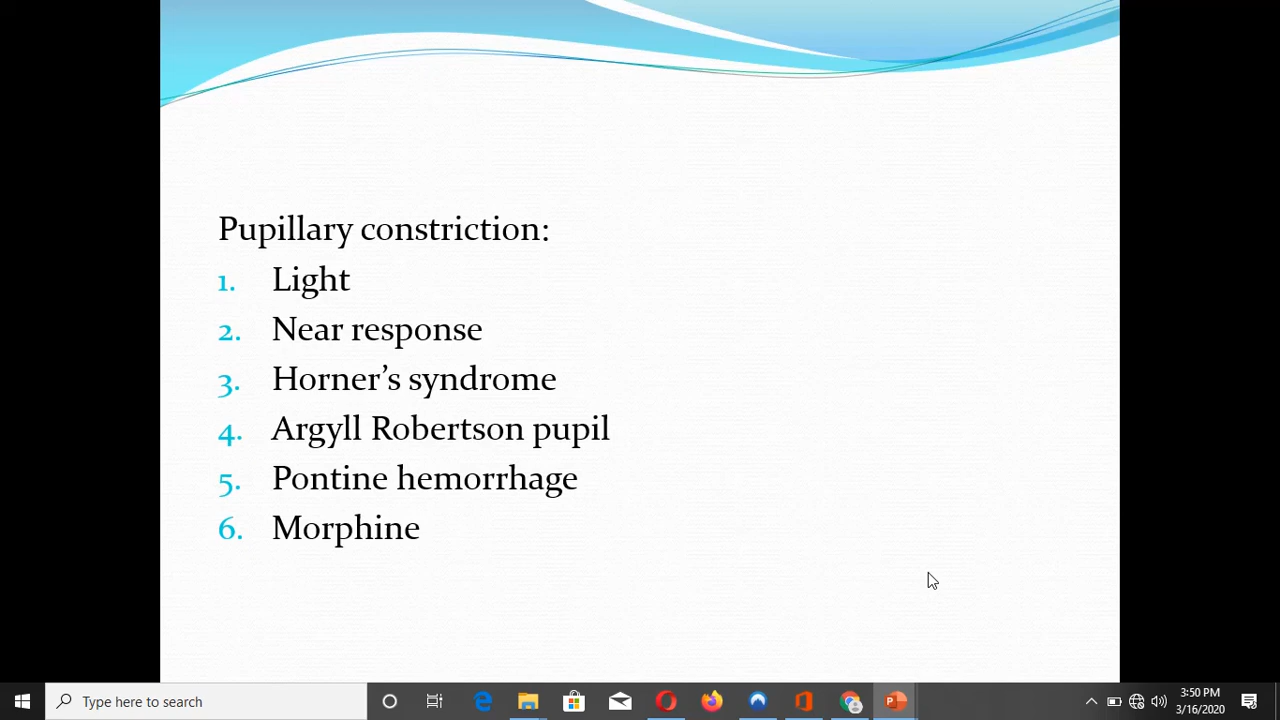 Pupillary constriction:
1. Light
2. Near response
3. Horner’s syndrome
4. Argyll Robertson pupil
5. Pontine hemorrhage
6. Morphine
Type here to search
3:50 PM
3/16/2020